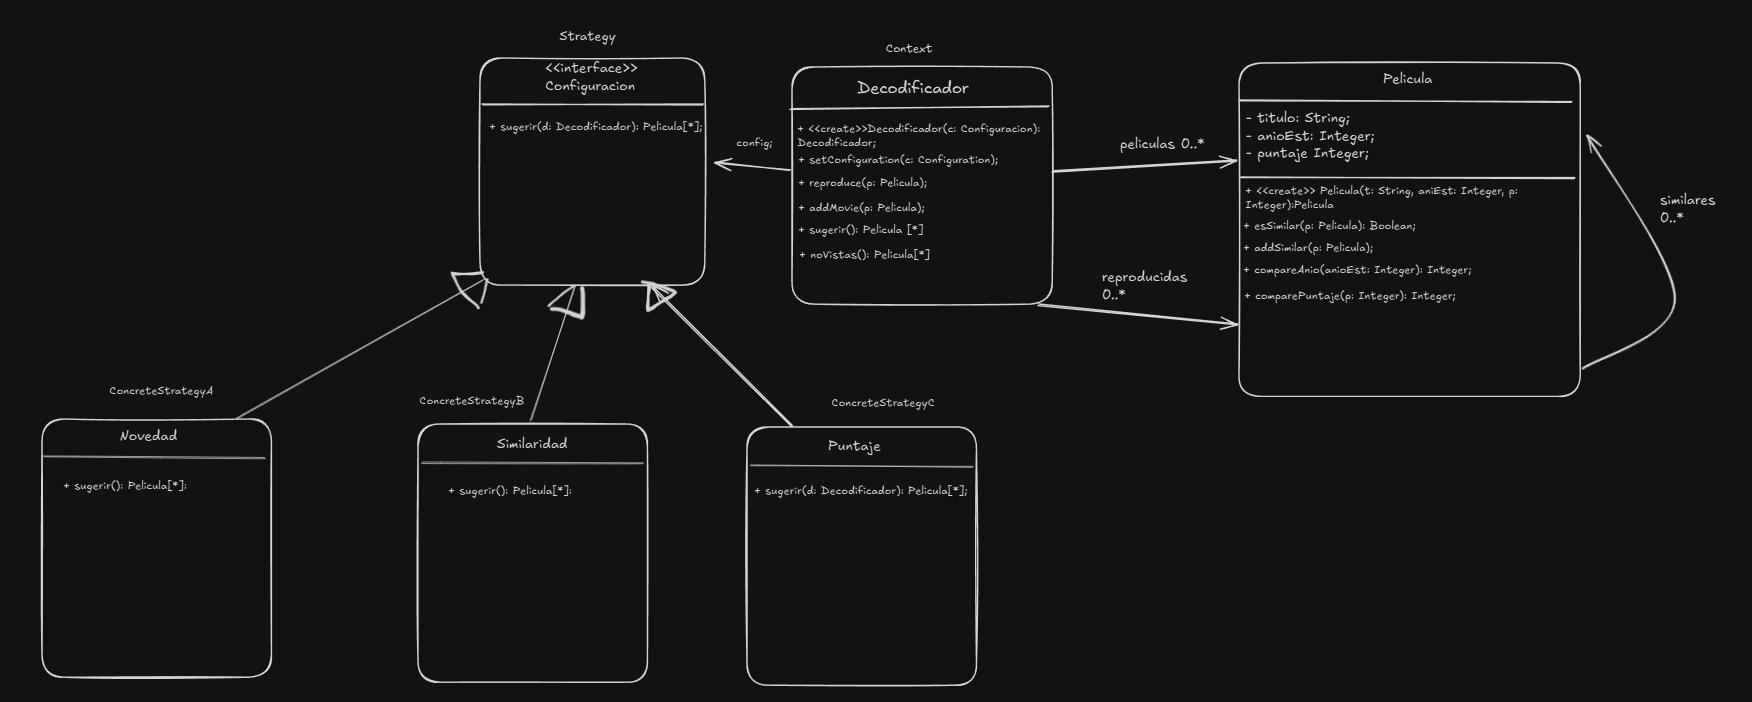 Strategy
<<interface>>
Configuracion
+ sugerir(d: Decodificador): Pelicula[*];
config;
Context
Decodificador
+ <<create>>Decodificador(c: Configuracion):
Decodificador;
+ setConfiguration(c: Configuration);
+ reproduce(p: Pelicula);
+ addMovie(p: Pelicula);
+ sugerir(): Pelicula [*]
+ noVistas(): Pelicula[*]
peliculas 0..*
reproducidas
0..*
Pelicula
- titulo: String;
- anioEst: Integer;
- puntaje Integer;
+ <<create>> Pelicula(t: String, aniEst: Integer, p:
Integer):Pelicula
+ esSimilar(p: Pelicula): Boolean;
+ addSimilar(p: Pelicula);
+ compareAnio(anioEst: Integer): Integer;
+ comparePuntaje(p: Integer): Integer;
similares
0..*
ConcreteStrategyA
Novedad
+ sugerir(): Pelicula[*]:
ConcreteStrategyB
Similaridad
+ sugerir(): Pelicula[*]:
ConcreteStrategyC
Puntaje
+ sugerir(d: Decodificador): Pelicula[*];